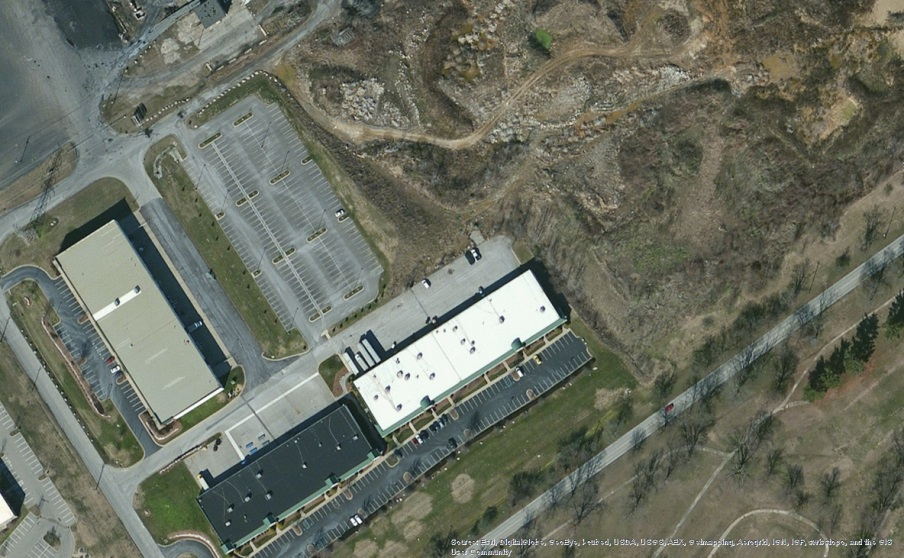 Source: Esri, DigitalGlobe, GeoEye, i-cubed, USDA, USGS, AEX, Getmapping, Aerogrid, IGN, IGP, swisstopo, and the GIS
User Community